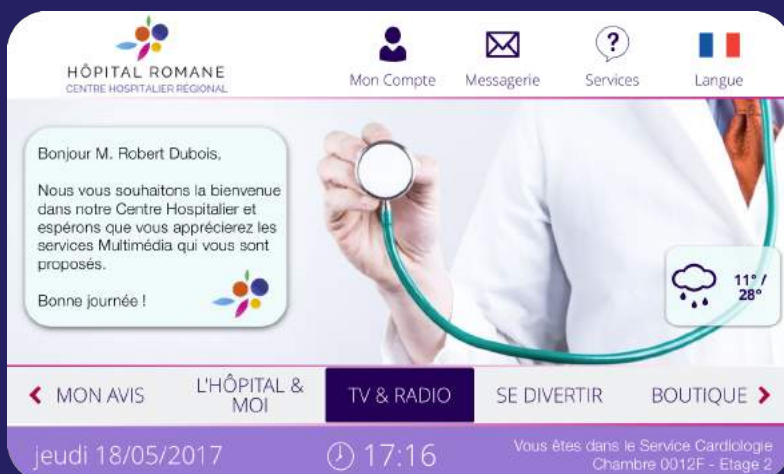 HÔPITAL ROMANE
CENTRE HOSPITALIER RÉGIONAL
Mon Compte
Messagerie
?
Services
Langue
Bonjour M. Robert Dubois,
Nous vous souhaitons la bienvenue
dans notre Centre Hospitalier et
espérons que vous apprécierez les
services Multimédia qui vous sont
proposés.
Bonne journée !
11° /
28°
MON AVIS
L'HÔPITAL &
MOI
TV & RADIO
SE DIVERTIR
BOUTIQUE
jeudi 18/05/2017
17:16
Vous êtes dans le Service Cardiologie
Chambre 0012F - Etage 2